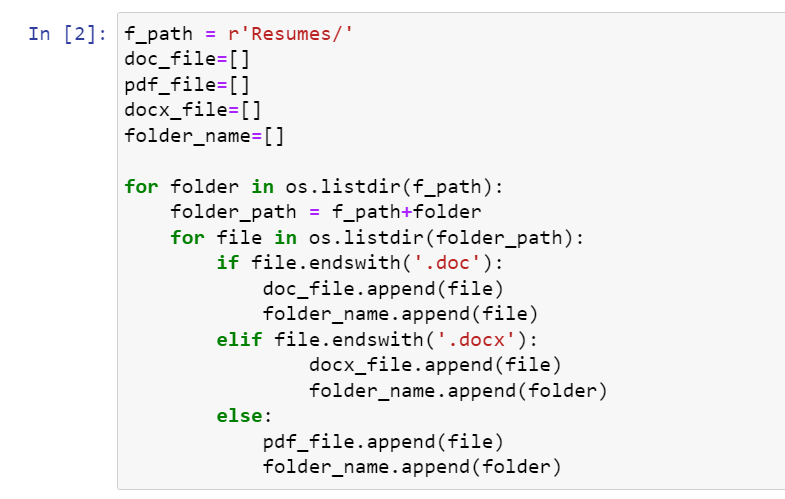 In [2]: f_path = r'Resumes/'
doc_file=[]
pdf_file=[]
docx_file=[]
folder_name=[]

for folder in os.listdir(f_path):
    folder_path = f_path+folder
    for file in os.listdir(folder_path):
        if file.endswith('.doc'):
            doc_file.append(file)
            folder_name.append(file)
        elif file.endswith('.docx'):
                docx_file.append(file)
                folder_name.append(folder)
        else:
            pdf_file.append(file)
            folder_name.append(folder)